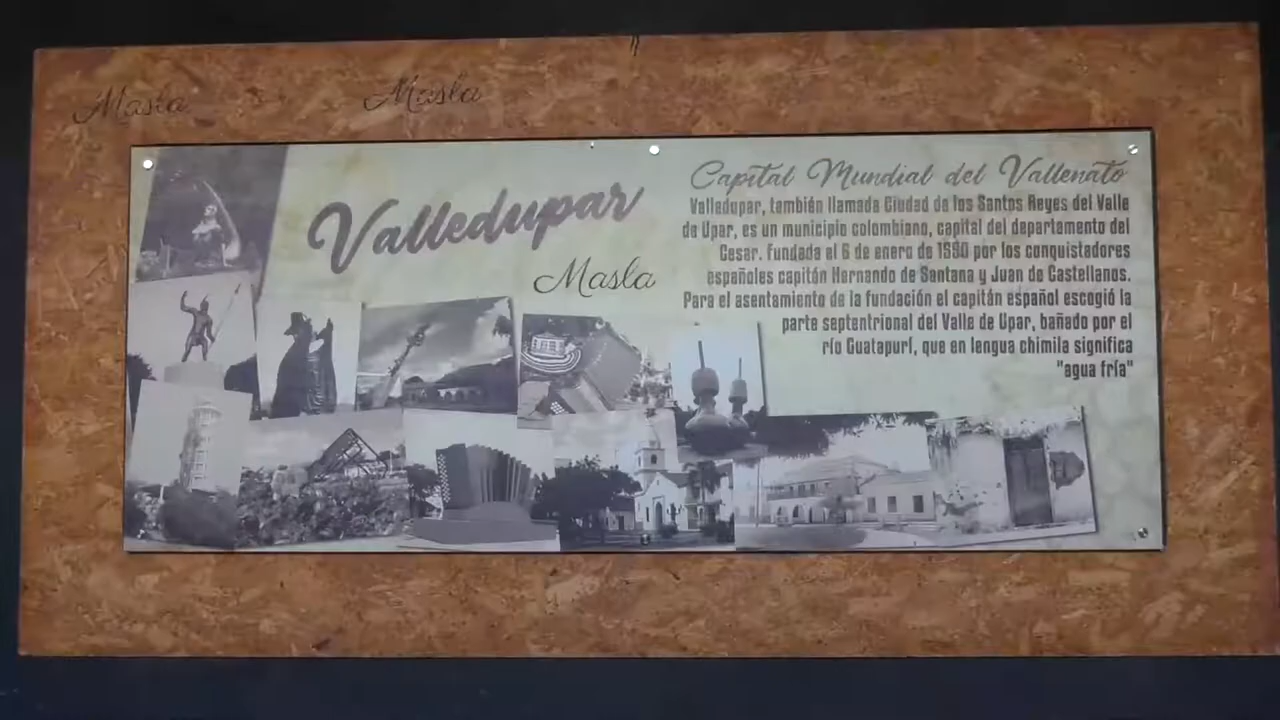 Masla
Masla
Valledupar
Masla
Capital Mundial del Vallenato
Valledupar, también llamada Ciudad de los Santos Reyes del Valle
de Upar, es un municipio colombiano, capital del departamento del
Cesar. Fundada el 6 de enero de 1550 por los conquistadores
españoles capitán Hernando de Santana y Juan de Castellanos.
Para el asentamiento de la fundación el capitán español escogió la
parte septentrional del Valle de Upar, bañado por el
río Guatapurí, que en lengua chimila significa
"agua fría"